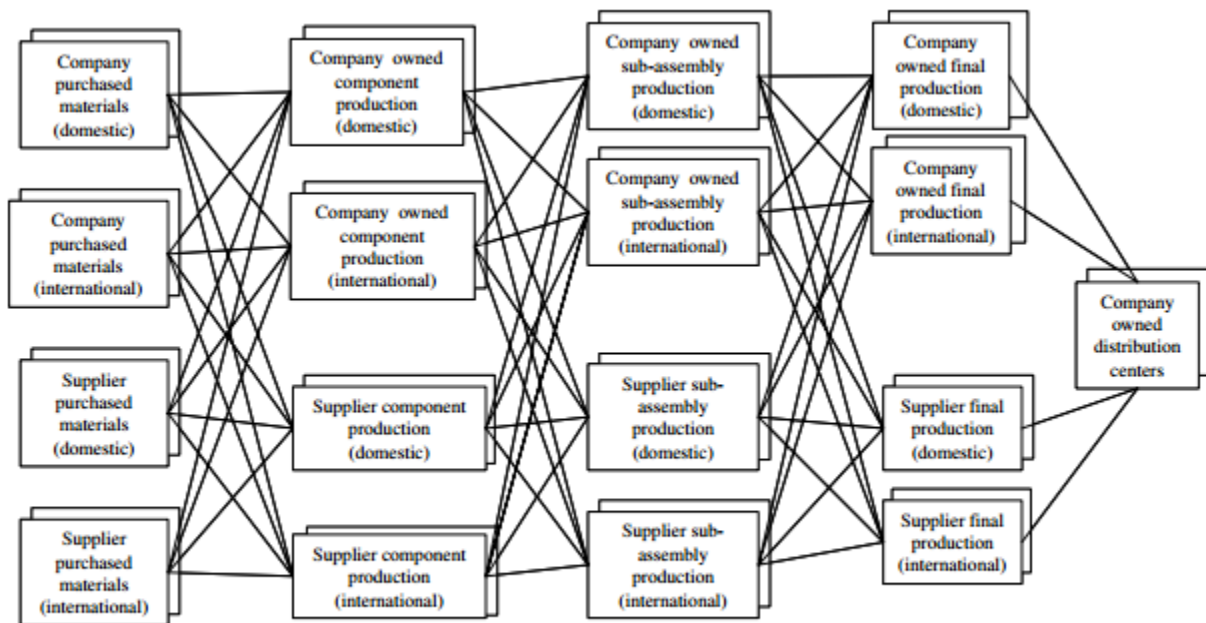 Company
purchased
materials
(domestic)
Company
purchased
materials
(international)
Supplier
purchased
materials
(domestic)
Supplier
purchased
materials
(international)
Company owned
component
production
(domestic)
Company owned
component
production
(international)
Supplier component
production
(domestic)
Supplier component
production
(international)
Company owned
sub-assembly
production
(domestic)
Company owned
sub-assembly
production
(international)
Supplier sub-
assembly
production
(domestic)
Supplier sub-
assembly
production
(international)
Company
owned final
production
(domestic)
Company
owned final
production
(international)
Supplier final
production
(domestic)
Supplier final
production
(international)
Company
owned
distribution
centers